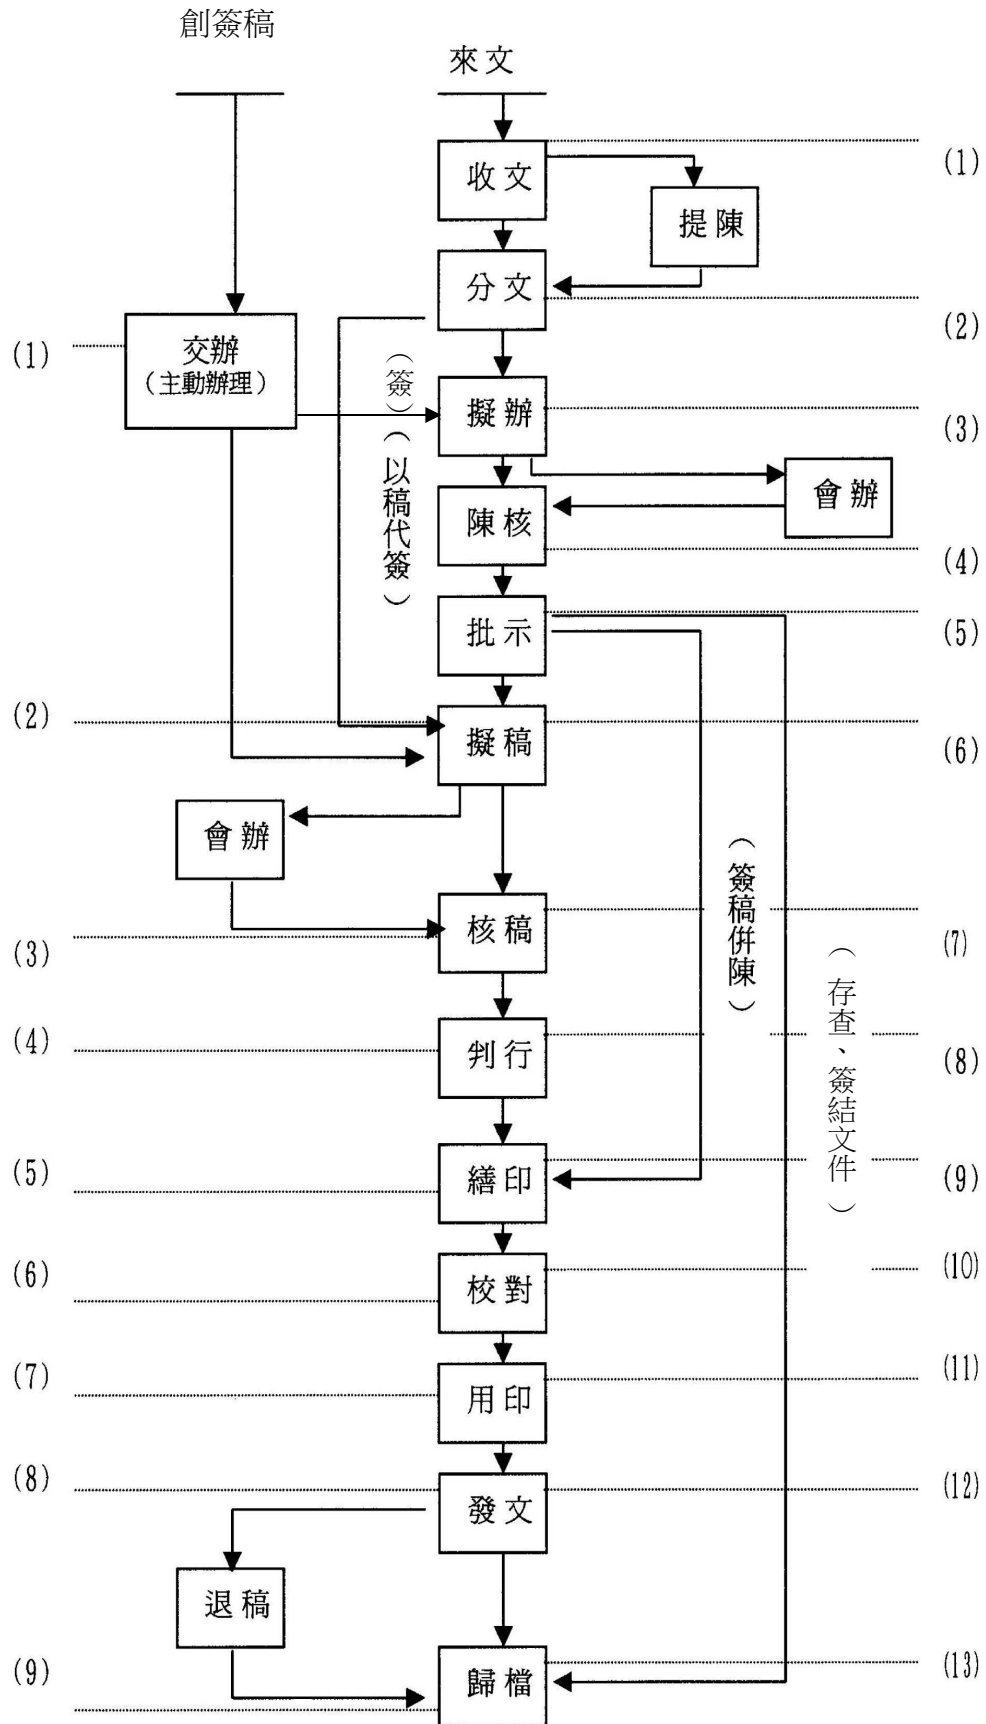 創簽稿
來文
收文
(1)
提陳
分文
(2)
(1)
交辦
（主動辦理）
（簽）
（以稿代簽）
擬辦
(3)
會辦
陳核
(4)
批示
(5)
(2)
擬稿
(6)
會辦
（簽稿併陳）
（存查、簽結文件）
核稿
(3)
(7)
(4)
判行
(8)
(5)
繕印
(9)
(6)
校對
(10)
(7)
用印
(11)
(8)
發文
(12)
退稿
(9)
歸檔
(13)